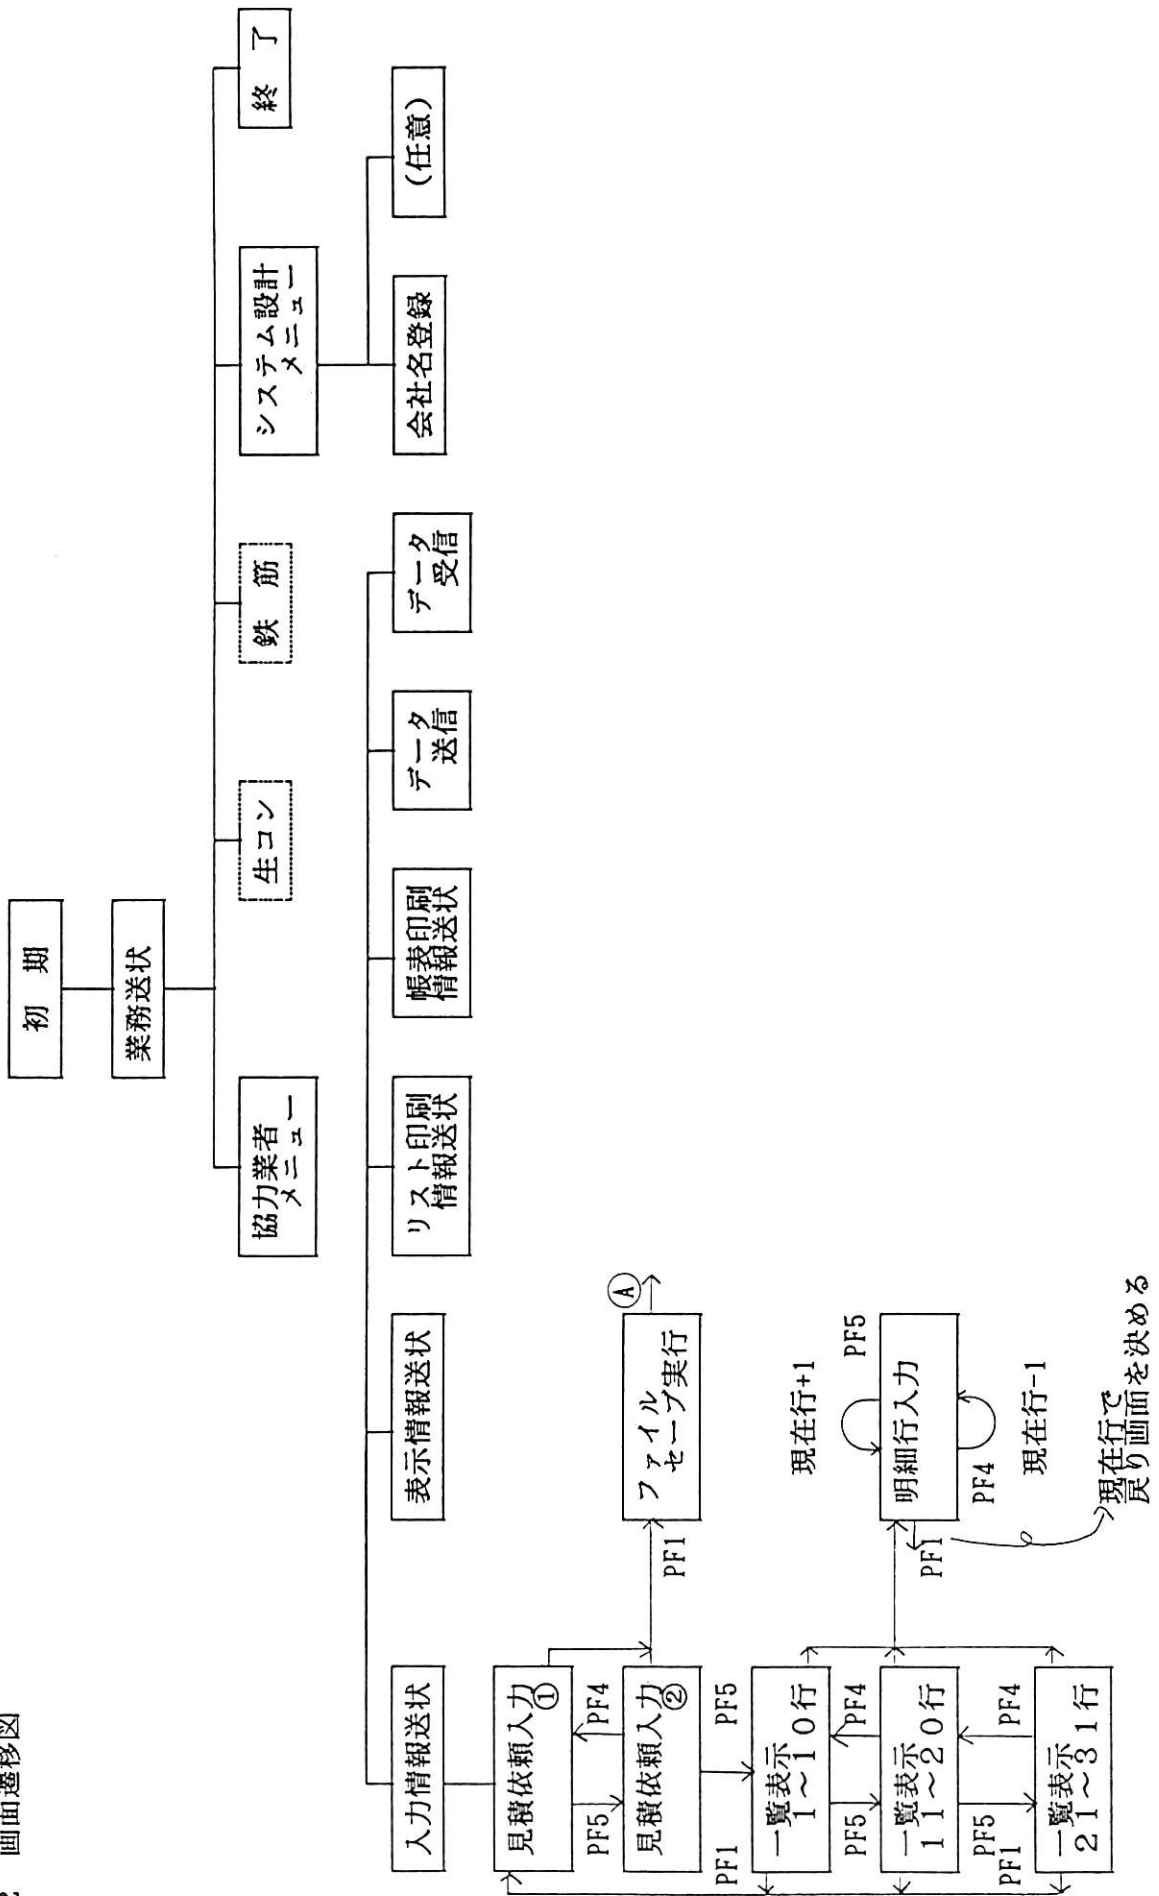 画面遷移図
初　期
業務送状
協力業者
メニュー
生コン
鉄　筋
システム設計
メニュー
終　了
入力情報送状
表示情報送状
リスト印刷
情報送状
帳表印刷
情報送状
データ
送信
データ
受信
会社名登録
(任意)
見積依頼入力
①
PF5
PF4
見積依頼入力
②
PF1
ファイル
セーブ実行
Ⓐ
PF1
PF5
一覧表示
1～10行
PF5
PF4
一覧表示
11～20行
PF5
PF4
PF1
一覧表示
21～31行
現在行+1
PF5
明細行入力
PF4
現在行-1
PF1
現在行で
戻り画面を決める